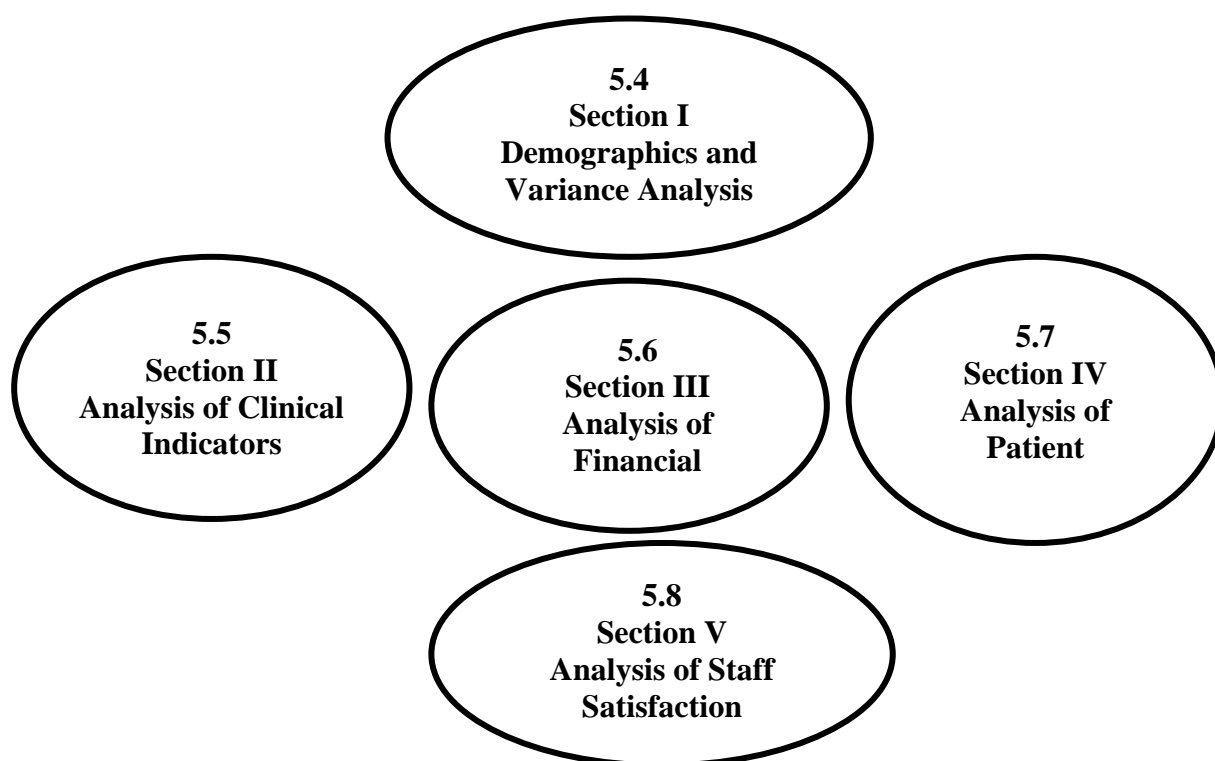 5.4
Section I
Demographics and
Variance Analysis
5.5
Section II
Analysis of Clinical
Indicators
5.6
Section III
Analysis of
Financial
5.7
Section IV
Analysis of
Patient
5.8
Section V
Analysis of Staff
Satisfaction